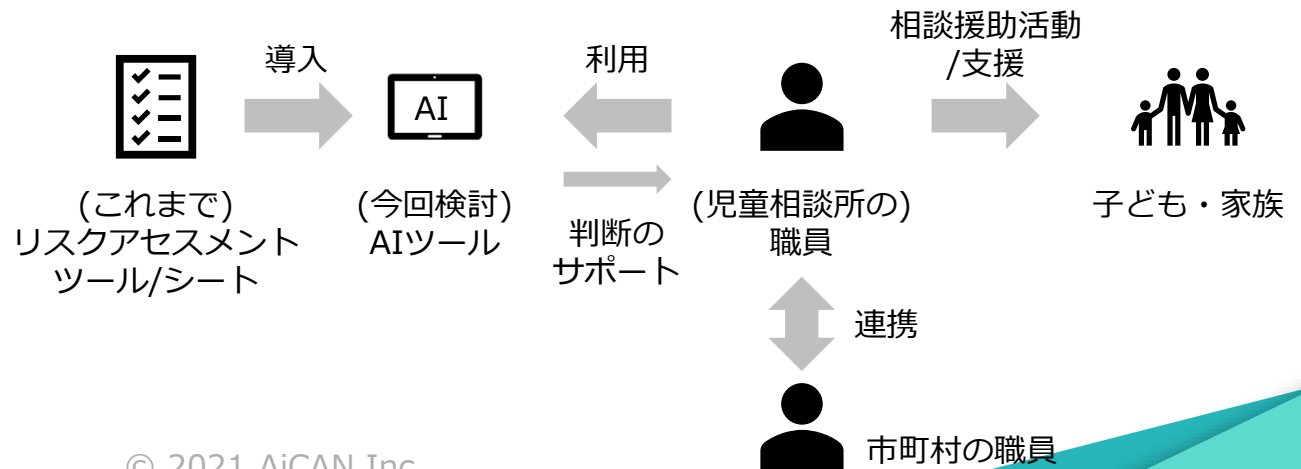 導入
AI
利用
相談援助活動
/支援
(これまで)
リスクアセスメント
ツール/シート
(今回検討)
AIツール
判断の
サポート
(児童相談所の)
職員
子ども・家族
連携
市町村の職員
© 2021 AiCAN Inc